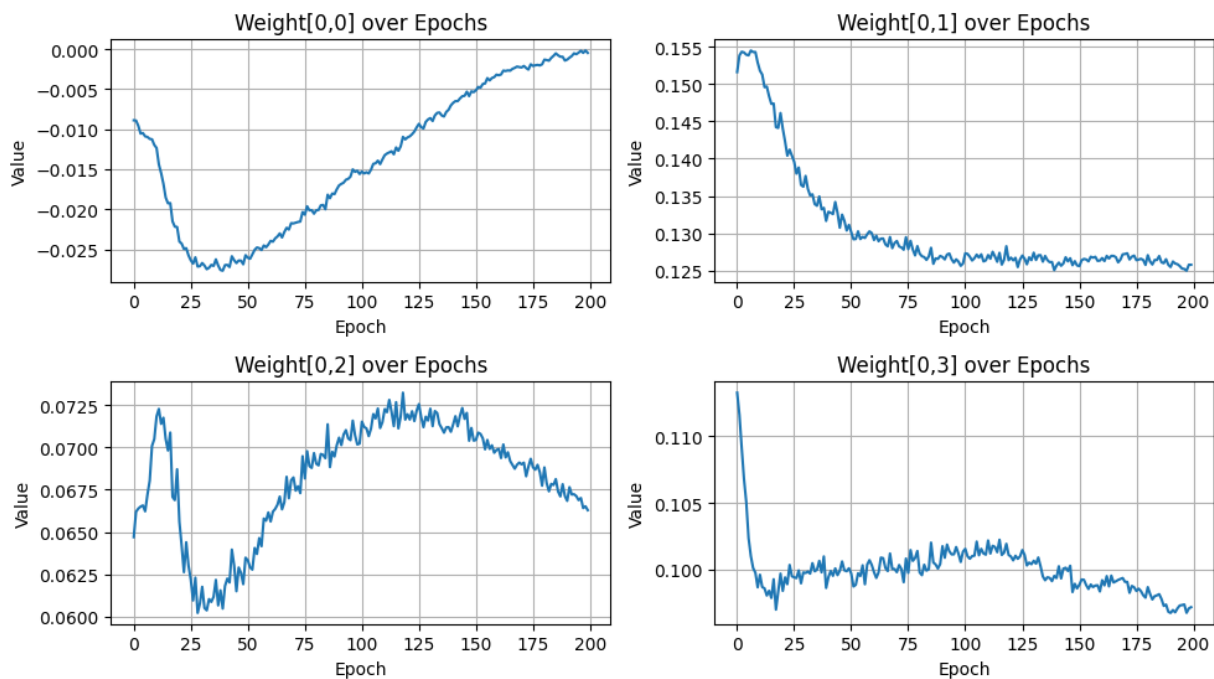 Weight[0,0] over Epochs
0.000
−0.005
−0.010
−0.015
−0.020
−0.025
Value
0 25 50 75 100 125 150 175 200
Epoch
Weight[0,1] over Epochs
0.155
0.150
0.145
0.140
0.135
0.130
0.125
Value
0 25 50 75 100 125 150 175 200
Epoch
Weight[0,2] over Epochs
0.0725
0.0700
0.0675
0.0650
0.0625
0.0600
Value
0 25 50 75 100 125 150 175 200
Epoch
Weight[0,3] over Epochs
0.110
0.105
0.100
Value
0 25 50 75 100 125 150 175 200
Epoch